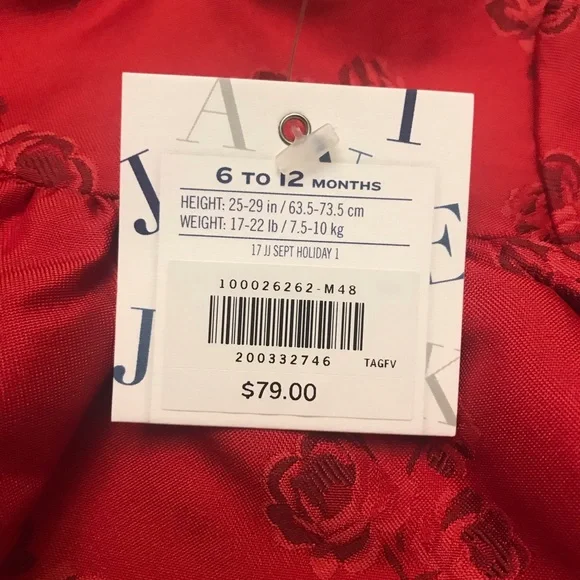 A I
J
6 TO 12 MONTHS
HEIGHT: 25-29 in / 63.5-73.5 cm
WEIGHT: 17-22 lb / 7.5-10 kg
17 JJ SEPT HOLIDAY 1
E
100026262-M48
200332746 TAGFV
J K
$79.00